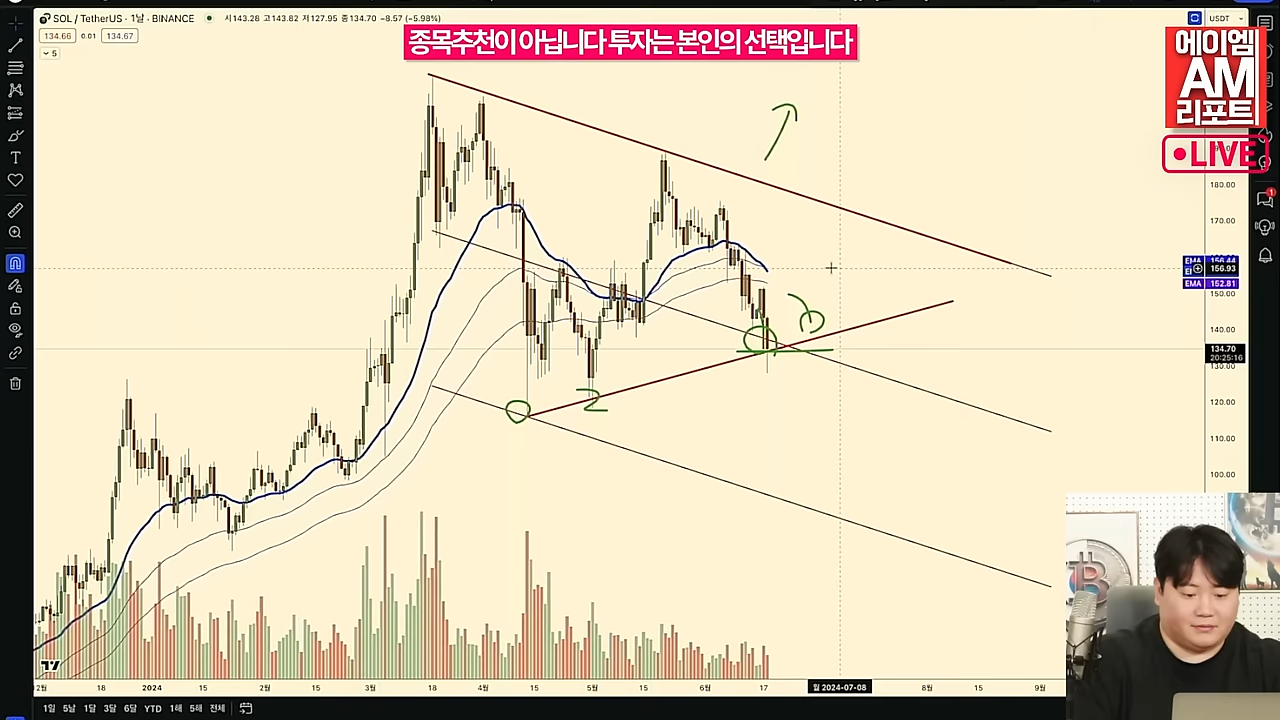 SOL / TetherUS · 1날 · BINANCE
시143.28 고143.82 저127.95 종134.70 −8.57 (−5.98%)
USDT
134.66 0.01 134.67
5
종목추천이 아닙니다 투자는 본인의 선택입니다
에이엠
AM
리포트
LIVE
1
180.00
170.00
EMA 156.44
156.93
EMA 152.81
150.00
140.00
134.70
20:25:16
130.00
120.00
110.00
100.00
2
18 2024 15 2월 15 3월 18 4월 15 5월 15 6월 17 월 2024-07-08 8월 15 9월
1일 5날 1달 3달 6달 YTD 1해 5해 전체